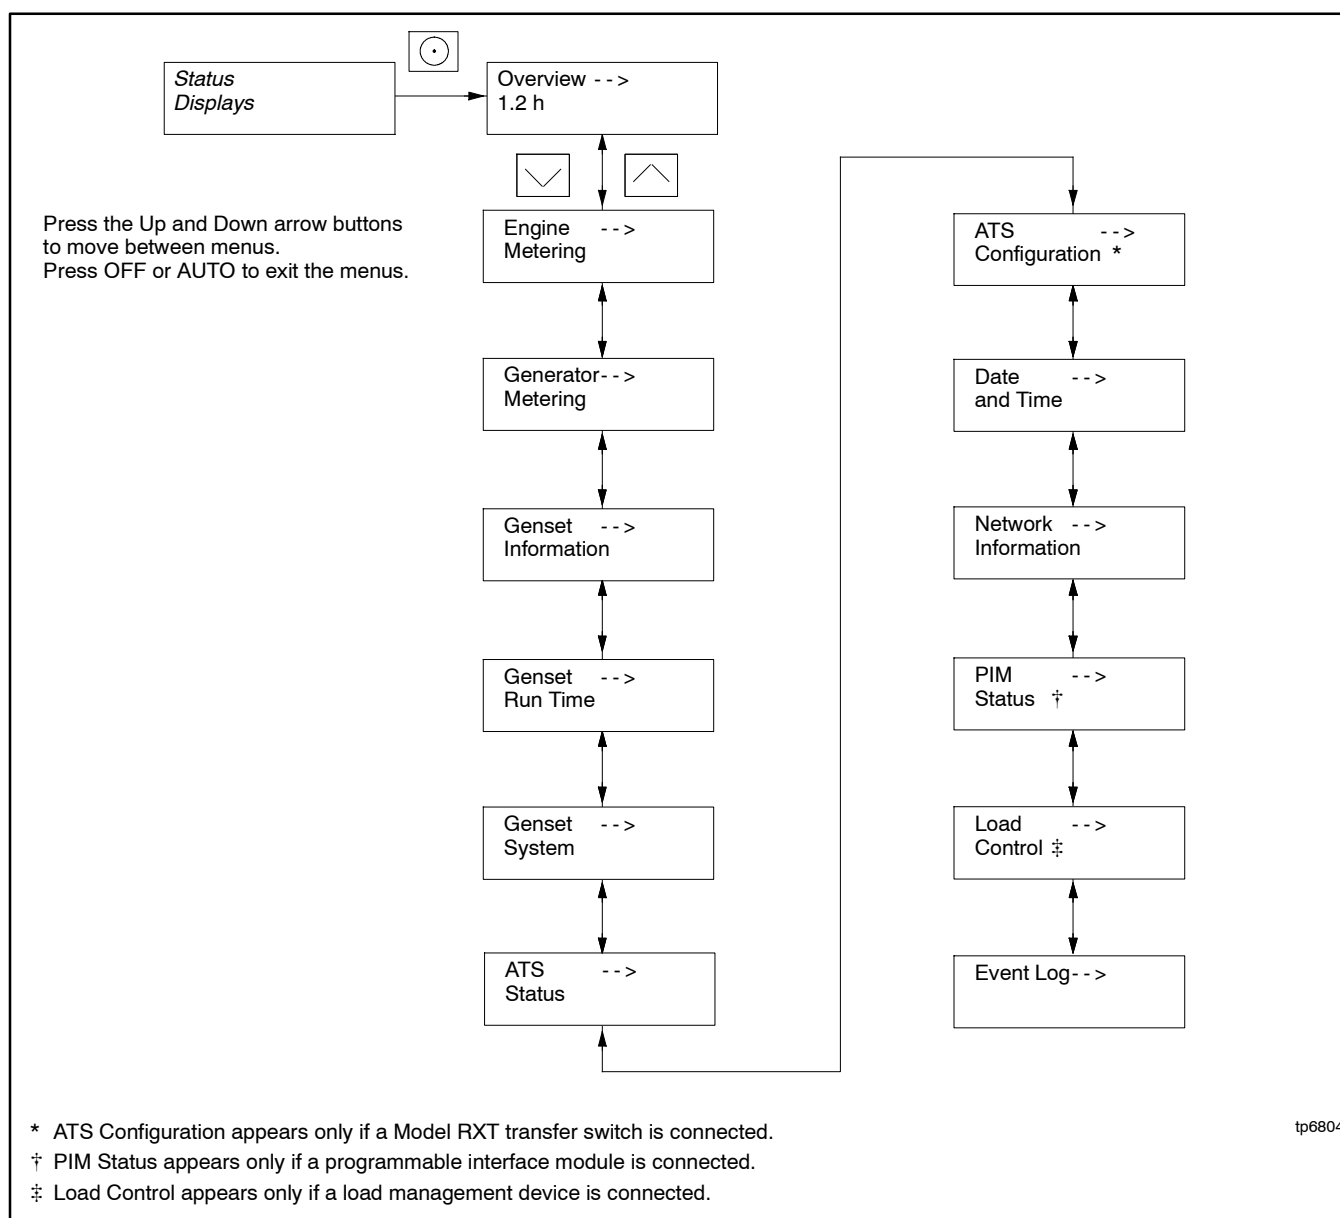 Status
Displays
Overview - - >
1.2 h
Press the Up and Down arrow buttons
to move between menus.
Press OFF or AUTO to exit the menus.
Engine - - >
Metering
Generator- - >
Metering
Genset - - >
Information
Genset - - >
Run Time
Genset - - >
System
ATS - - >
Status
ATS - - >
Configuration *
Date - - >
and Time
Network - - >
Information
PIM - - >
Status †
Load - - >
Control ‡
Event Log- - >
* ATS Configuration appears only if a Model RXT transfer switch is connected.
† PIM Status appears only if a programmable interface module is connected.
‡ Load Control appears only if a load management device is connected.
tp6804